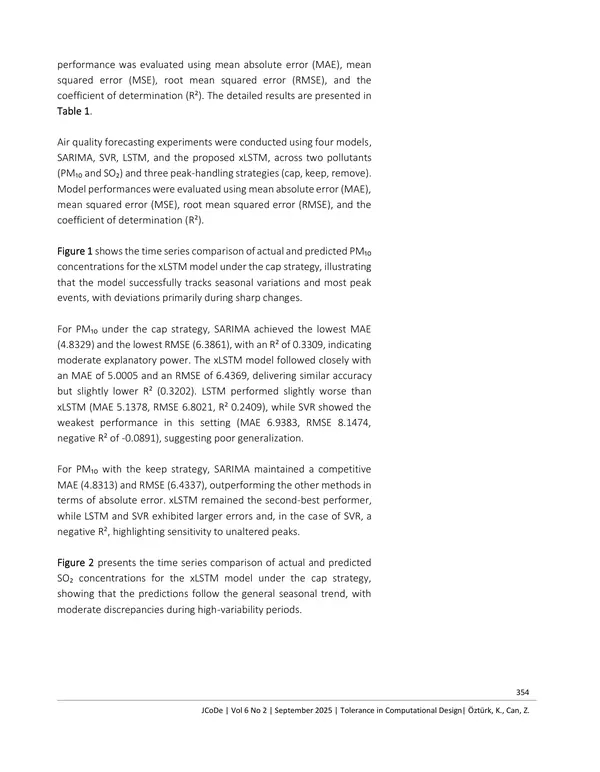 performance was evaluated using mean absolute error (MAE), mean
squared error (MSE), root mean squared error (RMSE), and the
coefficient of determination (R²). The detailed results are presented in
Table 1.
Air quality forecasting experiments were conducted using four models,
SARIMA, SVR, LSTM, and the proposed xLSTM, across two pollutants
(PM₁₀ and SO₂) and three peak-handling strategies (cap, keep, remove).
Model performances were evaluated using mean absolute error (MAE),
mean squared error (MSE), root mean squared error (RMSE), and the
coefficient of determination (R²).
Figure 1 shows the time series comparison of actual and predicted PM₁₀
concentrations for the xLSTM model under the cap strategy, illustrating
that the model successfully tracks seasonal variations and most peak
events, with deviations primarily during sharp changes.
For PM₁₀ under the cap strategy, SARIMA achieved the lowest MAE
(4.8329) and the lowest RMSE (6.3861), with an R² of 0.3309, indicating
moderate explanatory power. The xLSTM model followed closely with
an MAE of 5.0005 and an RMSE of 6.4369, delivering similar accuracy
but slightly lower R² (0.3202). LSTM performed slightly worse than
xLSTM (MAE 5.1378, RMSE 6.8021, R² 0.2409), while SVR showed the
weakest performance in this setting (MAE 6.9383, RMSE 8.1474,
negative R² of -0.0891), suggesting poor generalization.
For PM₁₀ with the keep strategy, SARIMA maintained a competitive
MAE (4.8313) and RMSE (6.4337), outperforming the other methods in
terms of absolute error. xLSTM remained the second-best performer,
while LSTM and SVR exhibited larger errors and, in the case of SVR, a
negative R², highlighting sensitivity to unaltered peaks.
Figure 2 presents the time series comparison of actual and predicted
SO₂ concentrations for the xLSTM model under the cap strategy,
showing that the predictions follow the general seasonal trend, with
moderate discrepancies during high-variability periods.
354
JCoDe | Vol 6 No 2 | September 2025 | Tolerance in Computational Design| Öztürk, K., Can, Z.